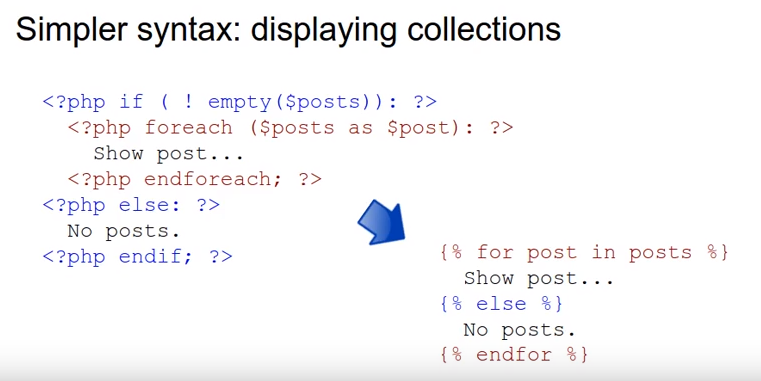 Simpler syntax: displaying collections
<?php if ( ! empty($posts)): ?>
<?php foreach ($posts as $post): ?>
Show post...
<?php endforeach; ?>
<?php else: ?>
No posts.
<?php endif; ?>
{% for post in posts %}
Show post...
{% else %}
No posts.
{% endfor %}